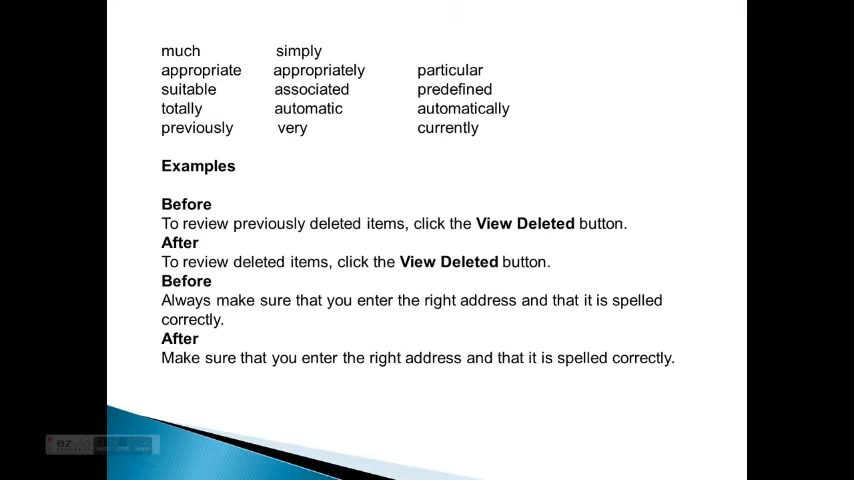 much simply
appropriate appropriately particular
suitable associated predefined
totally automatic automatically
previously very currently
Examples
Before
To review previously deleted items, click the View Deleted button.
After
To review deleted items, click the View Deleted button.
Before
Always make sure that you enter the right address and that it is spelled
correctly.
After
Make sure that you enter the right address and that it is spelled correctly.